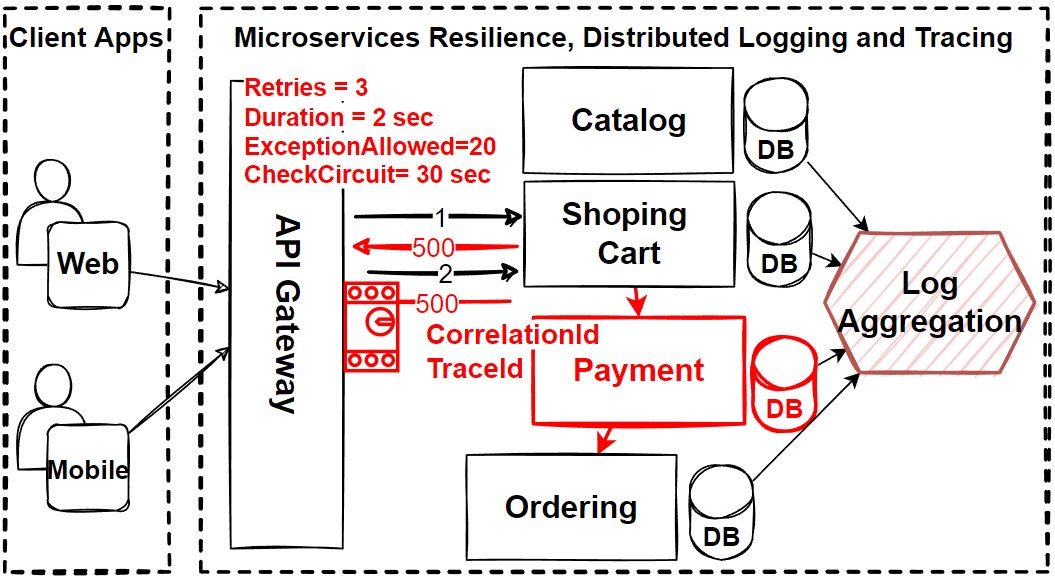 Client Apps
Microservices Resilience, Distributed Logging and Tracing
Retries = 3
Duration = 2 sec
ExceptionAllowed=20
CheckCircuit= 30 sec
Catalog
DB
Web
API Gateway
1
500
2
500
Shoping
Cart
DB
Log
Aggregation
CorrelationId
TraceId
Payment
DB
Mobile
Ordering
DB